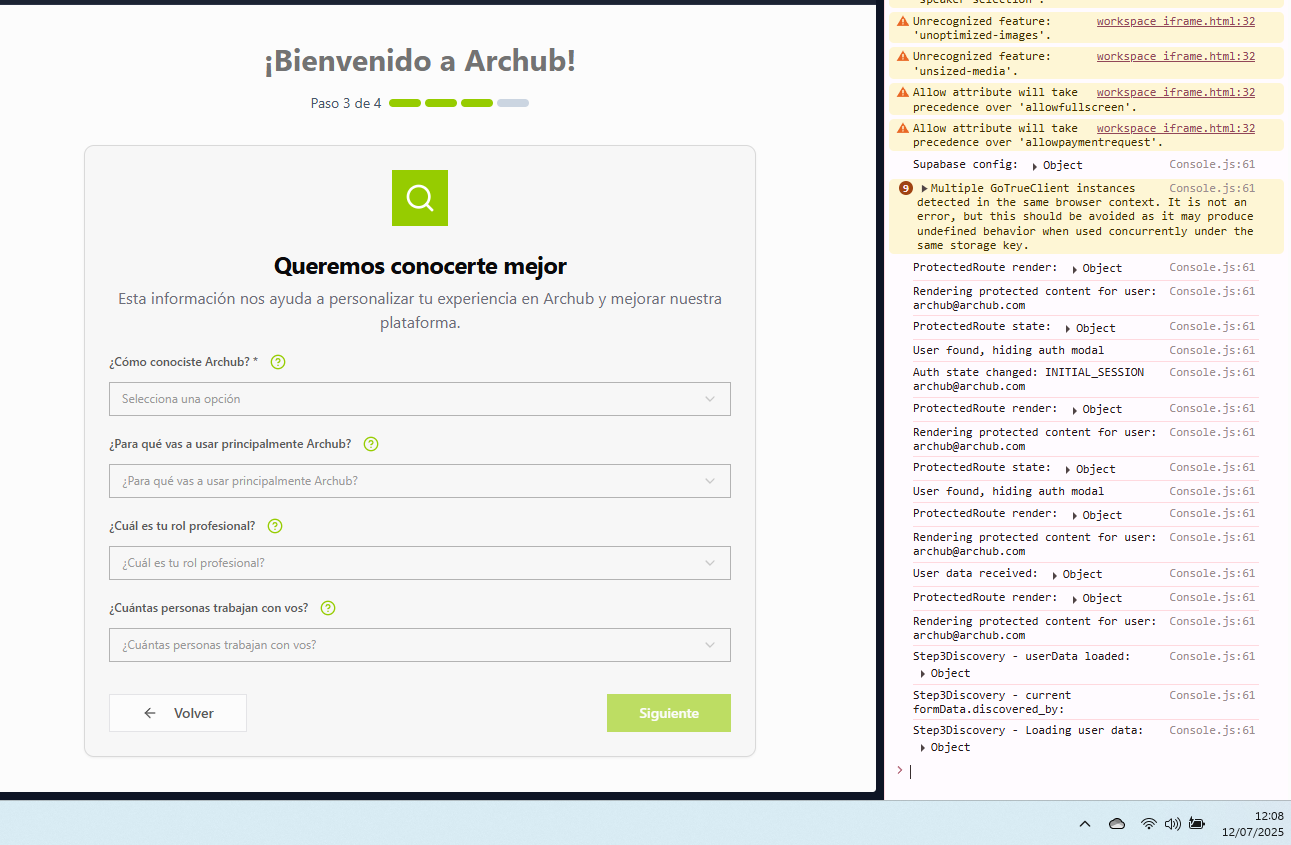 ¡Bienvenido a Archub!
Paso 3 de 4
Queremos conocerte mejor
Esta información nos ayuda a personalizar tu experiencia en Archub y mejorar nuestra
plataforma.
¿Cómo conociste Archub? *
Selecciona una opción
¿Para qué vas a usar principalmente Archub?
¿Para qué vas a usar principalmente Archub?
¿Cuál es tu rol profesional?
¿Cuál es tu rol profesional?
¿Cuántas personas trabajan con vos?
¿Cuántas personas trabajan con vos?
Volver
Siguiente
'speaker-selection'.
Unrecognized feature: workspace_iframe.html:32
'unoptimized-images'.
Unrecognized feature: workspace_iframe.html:32
'unsized-media'.
Allow attribute will take workspace_iframe.html:32
precedence over 'allowfullscreen'.
Allow attribute will take workspace_iframe.html:32
precedence over 'allowpaymentrequest'.
Supabase config: Object Console.js:61
9 Multiple GoTrueClient instances Console.js:61
detected in the same browser context. It is not an
error, but this should be avoided as it may produce
undefined behavior when used concurrently under the
same storage key.
ProtectedRoute render: Object Console.js:61
Rendering protected content for user: Console.js:61
archub@archub.com
ProtectedRoute state: Object Console.js:61
User found, hiding auth modal Console.js:61
Auth state changed: INITIAL_SESSION Console.js:61
archub@archub.com
ProtectedRoute render: Object Console.js:61
Rendering protected content for user: Console.js:61
archub@archub.com
ProtectedRoute state: Object Console.js:61
User found, hiding auth modal Console.js:61
ProtectedRoute render: Object Console.js:61
Rendering protected content for user: Console.js:61
archub@archub.com
User data received: Object Console.js:61
ProtectedRoute render: Object Console.js:61
Rendering protected content for user: Console.js:61
archub@archub.com
Step3Discovery - userData loaded: Console.js:61
Object
Step3Discovery - current Console.js:61
formData.discovered_by:
Step3Discovery - Loading user data: Console.js:61
Object
12:08
12/07/2025